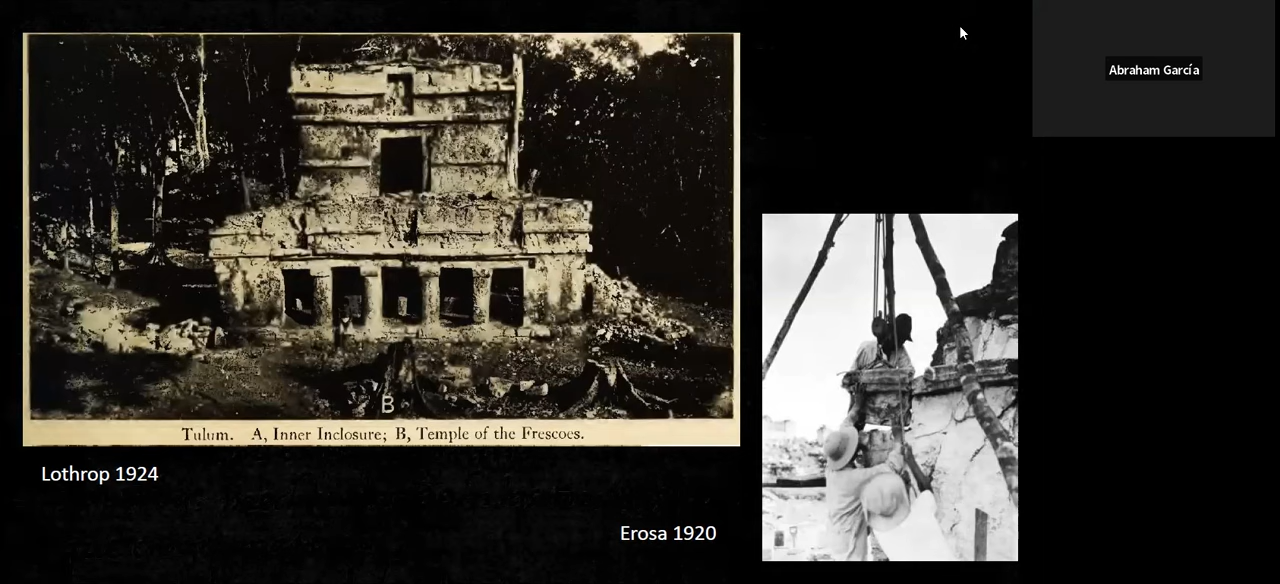 Abraham García
B
Tulum. A, Inner Inclosure; B, Temple of the Frescoes.
Lothrop 1924
Erosa 1920